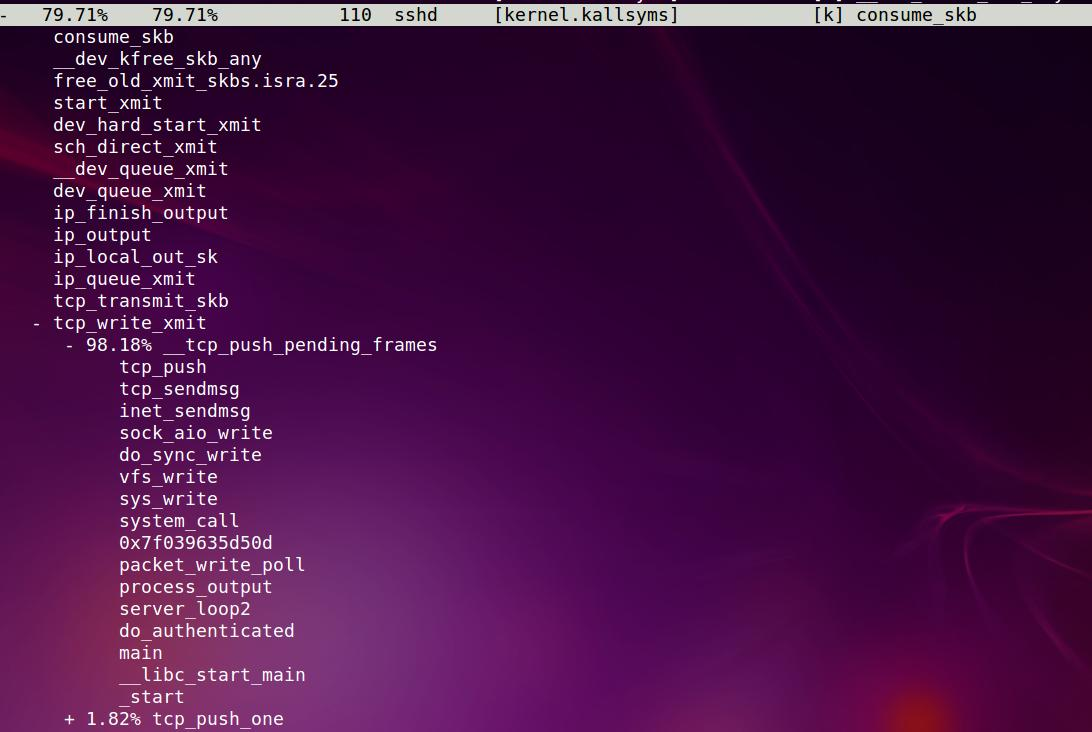 - 79.71% 79.71% 110 sshd [kernel.kallsyms] [k] consume_skb
consume_skb
__dev_kfree_skb_any
free_old_xmit_skbs.isra.25
start_xmit
dev_hard_start_xmit
sch_direct_xmit
__dev_queue_xmit
dev_queue_xmit
ip_finish_output
ip_output
ip_local_out_sk
ip_queue_xmit
tcp_transmit_skb
- tcp_write_xmit
- 98.18% __tcp_push_pending_frames
tcp_push
tcp_sendmsg
inet_sendmsg
sock_aio_write
do_sync_write
vfs_write
sys_write
system_call
0x7f039635d50d
packet_write_poll
process_output
server_loop2
do_authenticated
main
__libc_start_main
_start
+ 1.82% tcp_push_one